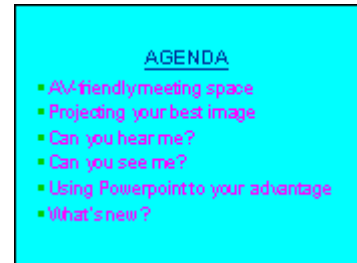 AGENDA
AV-friendly meeting space
Projecting your best image
Can you hear me?
Can you see me?
Using Powerpoint to your advantage
What's new?